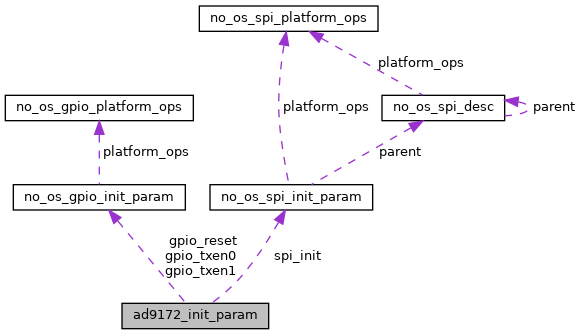 no_os_spi_platform_ops
platform_ops
no_os_gpio_platform_ops
platform_ops
no_os_spi_desc
parent
platform_ops
parent
no_os_gpio_init_param
no_os_spi_init_param
gpio_reset
gpio_txen0
gpio_txen1
spi_init
ad9172_init_param